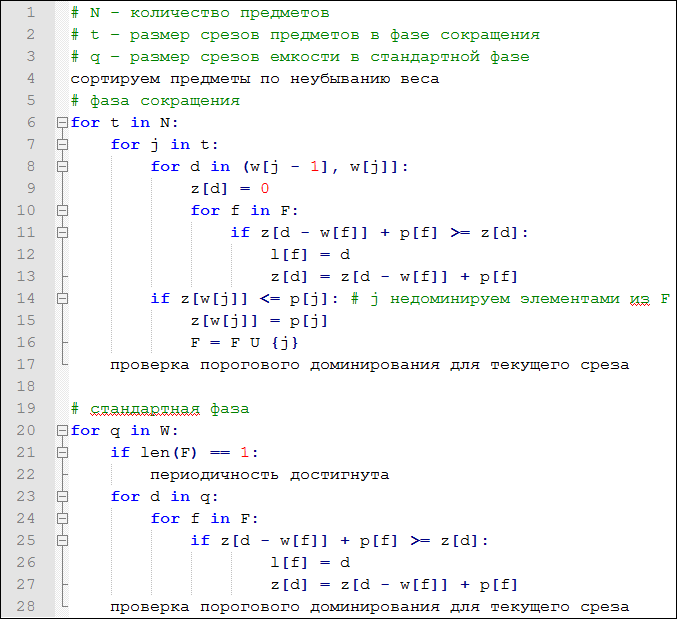 1 # N - количество предметов
2 # t - размер срезов предметов в фазе сокращения
3 # q - размер срезов емкости в стандартной фазе
4 сортируем предметы по неубыванию веса
5 # фаза сокращения
6 for t in N:
7 for j in t:
8 for d in (w[j - 1], w[j]]:
9 z[d] = 0
10 for f in F:
11 if z[d - w[f]] + p[f] >= z[d]:
12 l[f] = d
13 z[d] = z[d - w[f]] + p[f]
14 if z[w[j]] <= p[j]: # j недоминируем элементами из F
15 z[w[j]] = p[j]
16 F = F U {j}
17 проверка порогового доминирования для текущего среза
18
19 # стандартная фаза
20 for q in W:
21 if len(F) == 1:
22 периодичность достигнута
23 for d in q:
24 for f in F:
25 if z[d - w[f]] + p[f] >= z[d]:
26 l[f] = d
27 z[d] = z[d - w[f]] + p[f]
28 проверка порогового доминирования для текущего среза